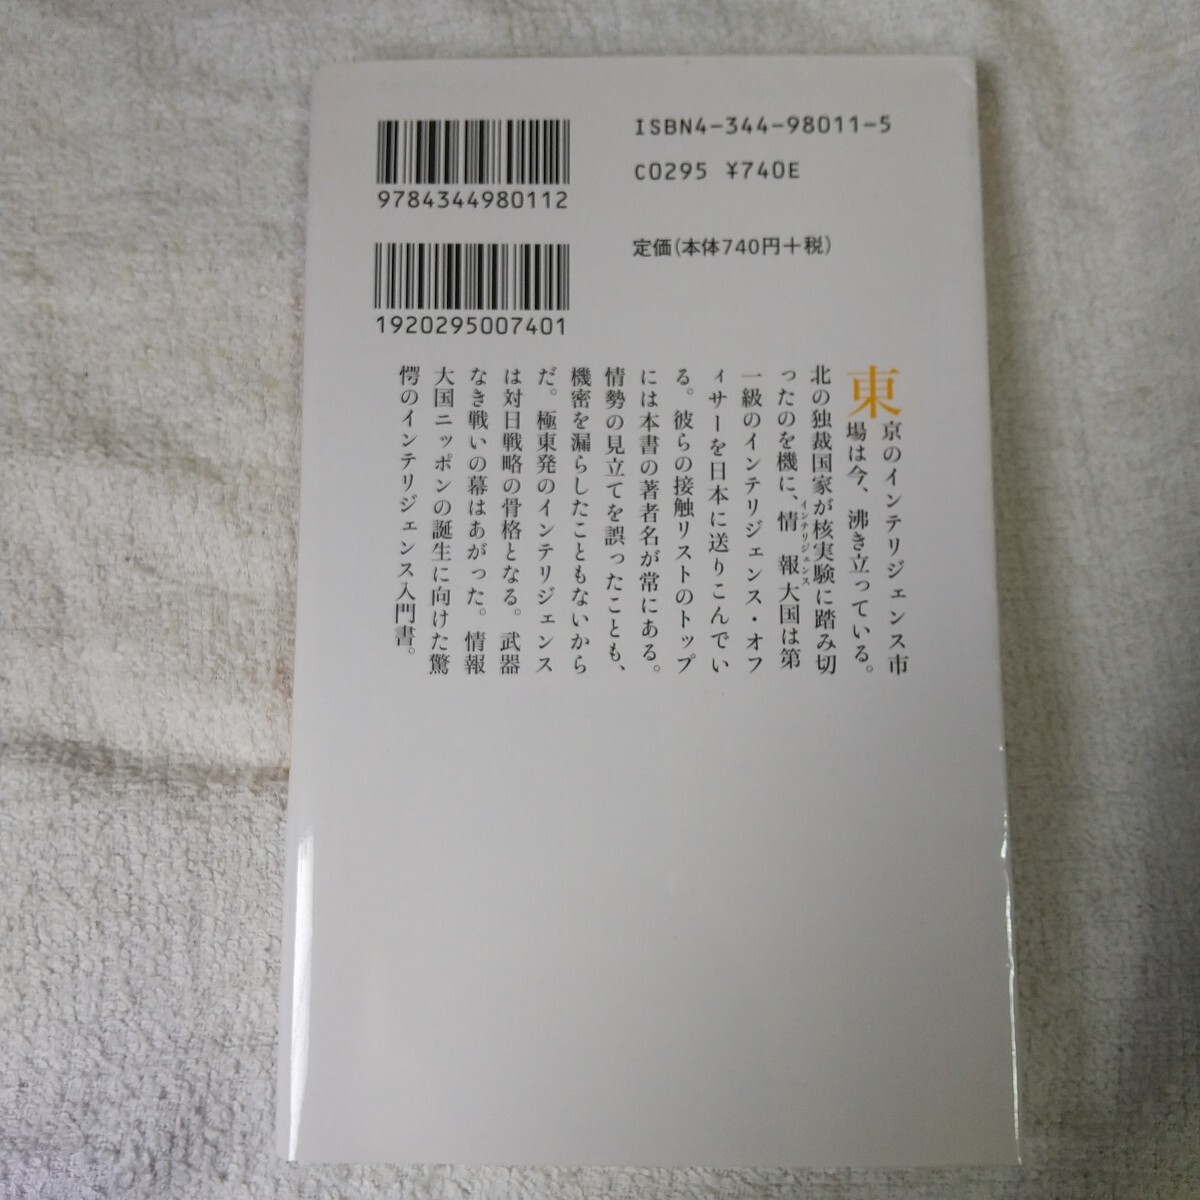 ISBN4-344-98011-5
C0295 ¥740E
9784344980112
定価(本体740円+税)
1920295007401
東京のインテリジェンス市
場は今、沸き立っている。
北の独裁国家が核実験に踏み切
ったのを機に、情報大国は第
インテリジェンス
一級のインテリジェンス・オフ
ィサーを日本に送りこんでい
る。彼らの接触リストのトップ
には本書の著者名が常にある。
情勢の見立てを誤ったことも、
機密を漏らしたこともないから
だ。極東発のインテリジェンス
は対日戦略の骨格となる。武器
なき戦いの幕はあがった。情報
大国ニッポンの誕生に向けた驚
愕のインテリジェンス入門書。